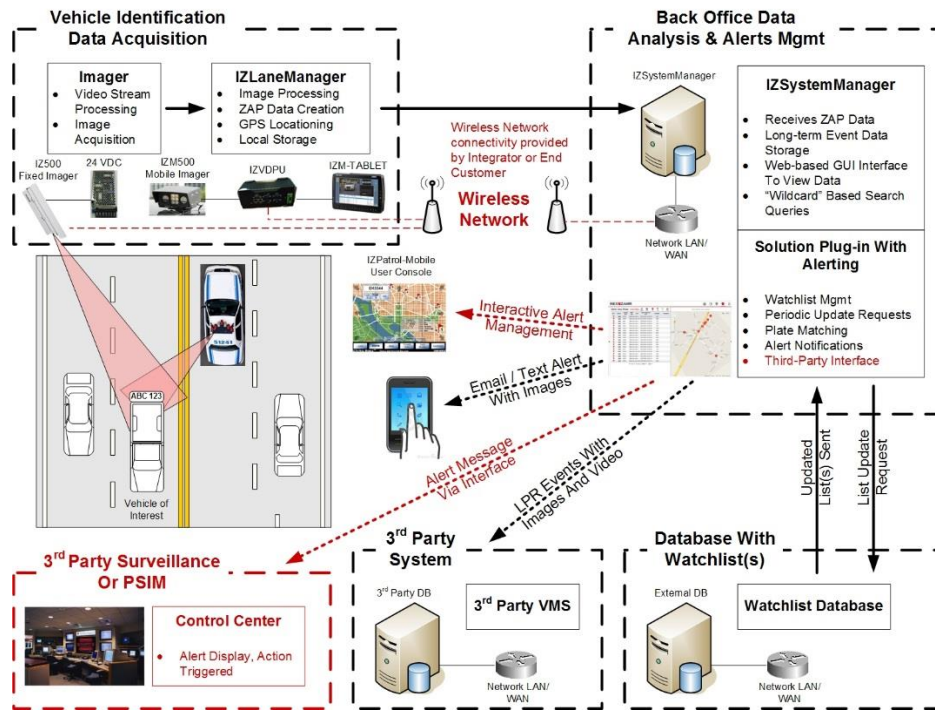 Vehicle Identification
Data Acquisition
Imager
• Video Stream
Processing
• Image
Acquisition
IZLaneManager
• Image Processing
• ZAP Data Creation
• GPS Locationing
• Local Storage
IZ500
Fixed Imager
24 VDC
IZM500
Mobile Imager
IZVDPU
IZM-TABLET
Wireless Network
connectivity provided
by Integrator or End
Customer
Wireless
Network
Back Office Data
Analysis & Alerts Mgmt
IZSystemManager
Network LAN/
WAN
IZSystemManager
• Receives ZAP Data
• Long-term Event Data
Storage
• Web-based GUI Interface
To View Data
• "Wildcard" Based Search
Queries
Solution Plug-in With
Alerting
• Watchlist Mgmt
• Periodic Update Requests
• Plate Matching
• Alert Notifications
• Third-Party Interface
ABC 123
Vehicle of
Interest
IZPatrol-Mobile
User Console
Interactive Alert
Management
Email / Text Alert
With Images
Alert Message
Via Interface
LPR Events With
Images And Video
Updated
List(s) Sent
List Update
Request
3rd Party Surveillance
Or PSIM
Control Center
• Alert Display, Action
Triggered
3rd Party
System
3rd Party DB
3rd Party VMS
Network LAN/
WAN
Database With
Watchlist(s)
External DB
Watchlist Database
Network LAN/
WAN